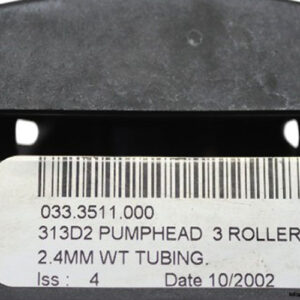 033.3511.000
313D2 PUMPHEAD 3 ROLLER
2.4MM WT TUBING.
Iss : 4 Date 10/2002